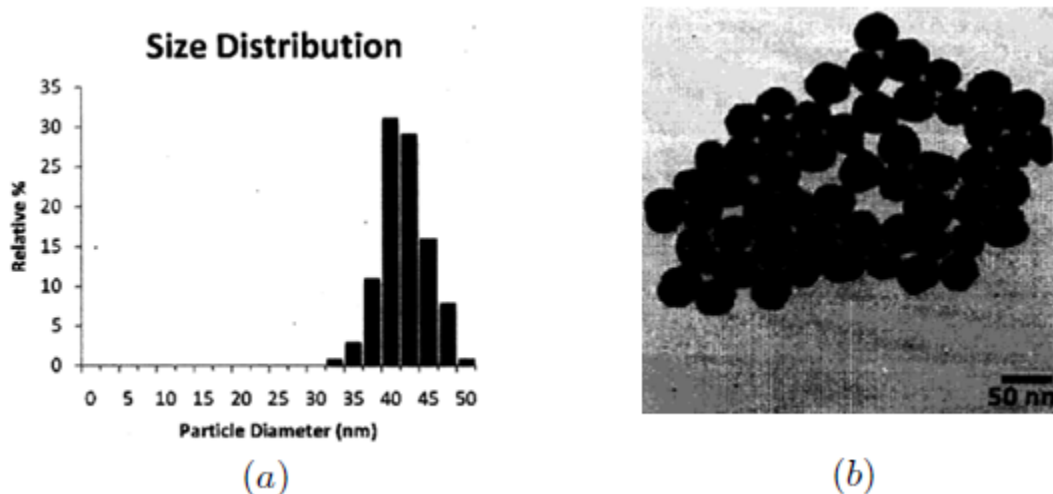 Size Distribution
35
30
25
20
15
10
5
0
Relative %
0 5 10 15 20 25 30 35 40 45 50
Particle Diameter (nm)
(a)
50 nm
(b)